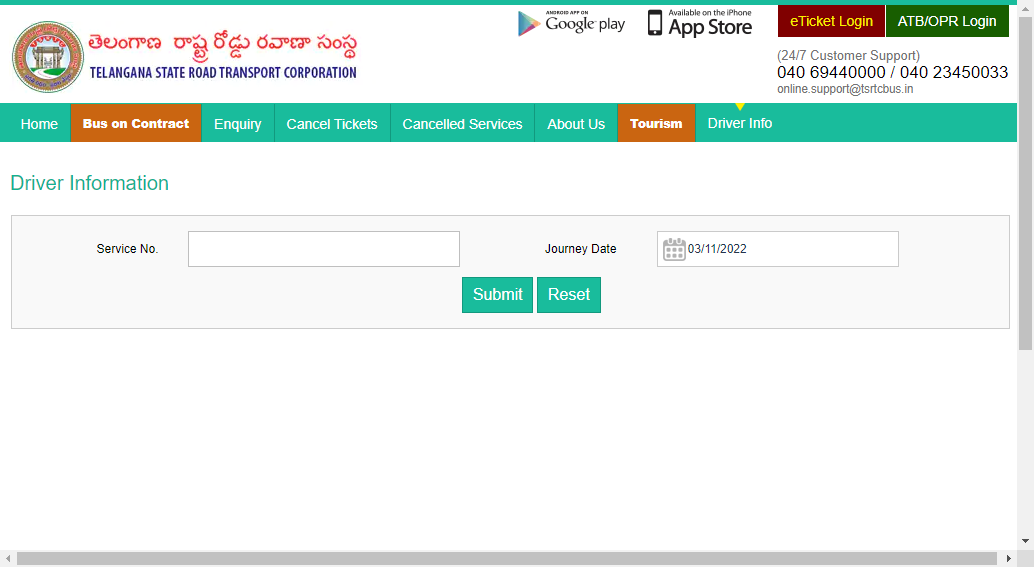 తెలంగాణ రాష్ట్ర రోడ్డు రవాణా సంస్థ
TELANGANA STATE ROAD TRANSPORT CORPORATION
ANDROID APP ON
Google play
Available on the iPhone
App Store
eTicket Login
ATB/OPR Login
(24/7 Customer Support)
040 69440000 / 040 23450033
online.support@tsrtcbus.in
Home
Bus on Contract
Enquiry
Cancel Tickets
Cancelled Services
About Us
Tourism
Driver Info
Driver Information
Service No.
Journey Date
03/11/2022
Submit
Reset